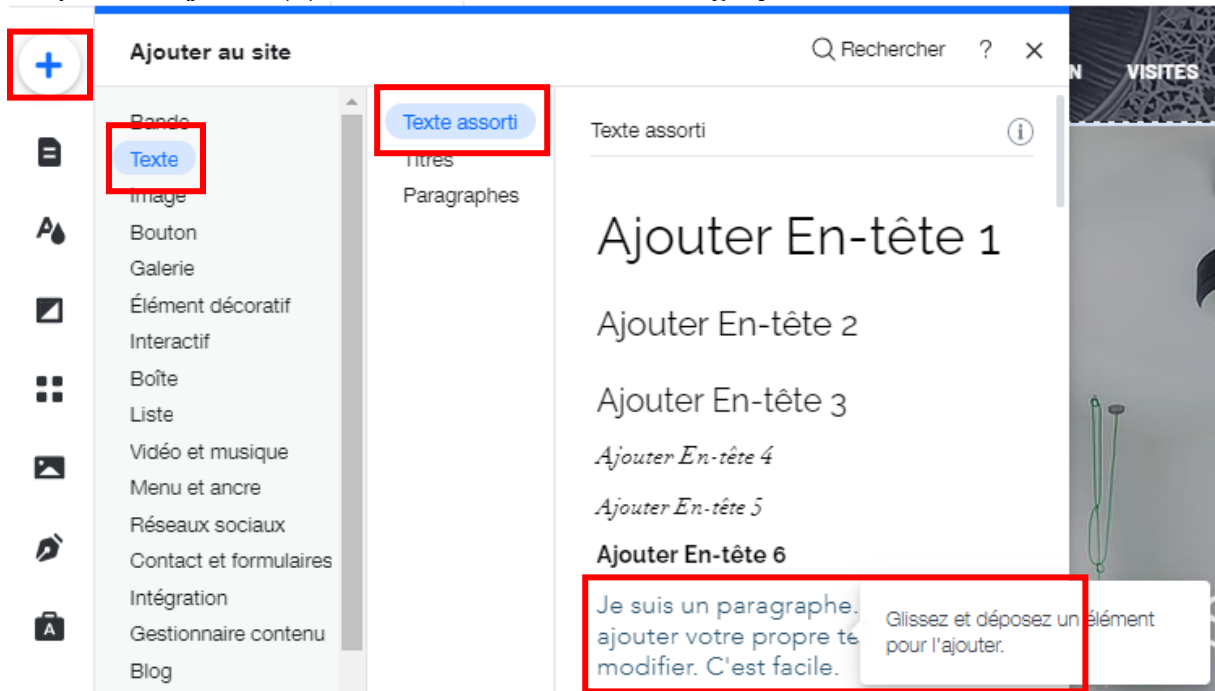 Ajouter au site
Rechercher ?
N VISITES
Bande
Texte
Image
Bouton
Galerie
Élément décoratif
Interactif
Boîte
Liste
Vidéo et musique
Menu et ancre
Réseaux sociaux
Contact et formulaires
Intégration
Gestionnaire contenu
Blog
Texte assorti
Titres
Paragraphes
Texte assorti
Ajouter En-tête 1
Ajouter En-tête 2
Ajouter En-tête 3
Ajouter En-tête 4
Ajouter En-tête 5
Ajouter En-tête 6
Je suis un paragraphe.
ajouter votre propre te
modifier. C'est facile.
Glissez et déposez un élément
pour l'ajouter.